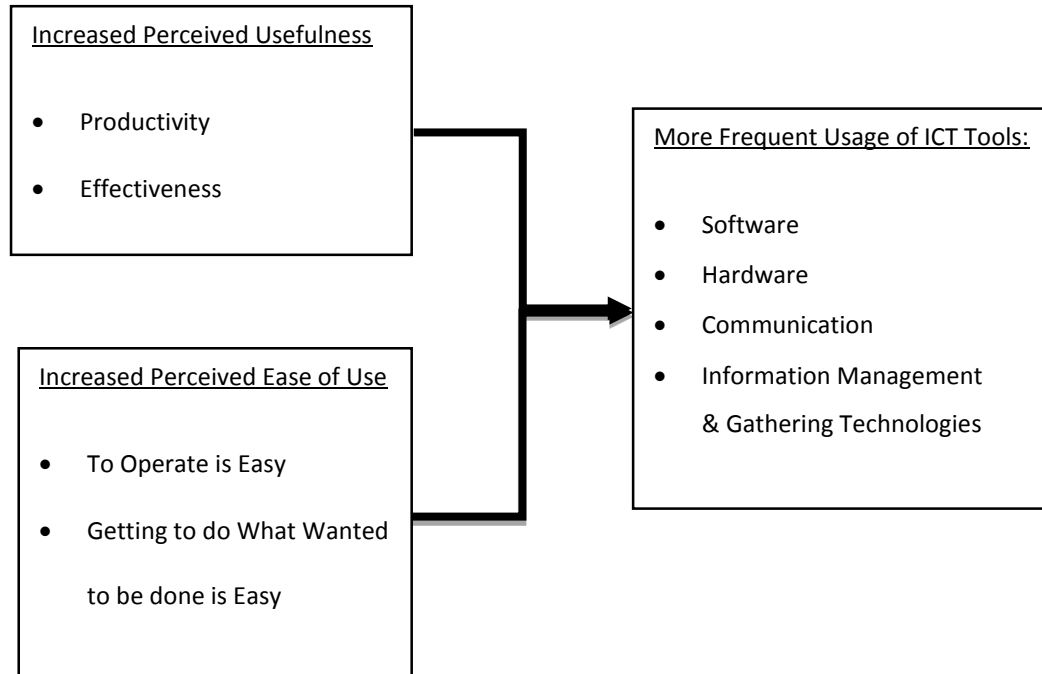 Increased Perceived Usefulness
• Productivity
• Effectiveness
Increased Perceived Ease of Use
• To Operate is Easy
• Getting to do What Wanted
to be done is Easy
More Frequent Usage of ICT Tools:
• Software
• Hardware
• Communication
• Information Management
& Gathering Technologies